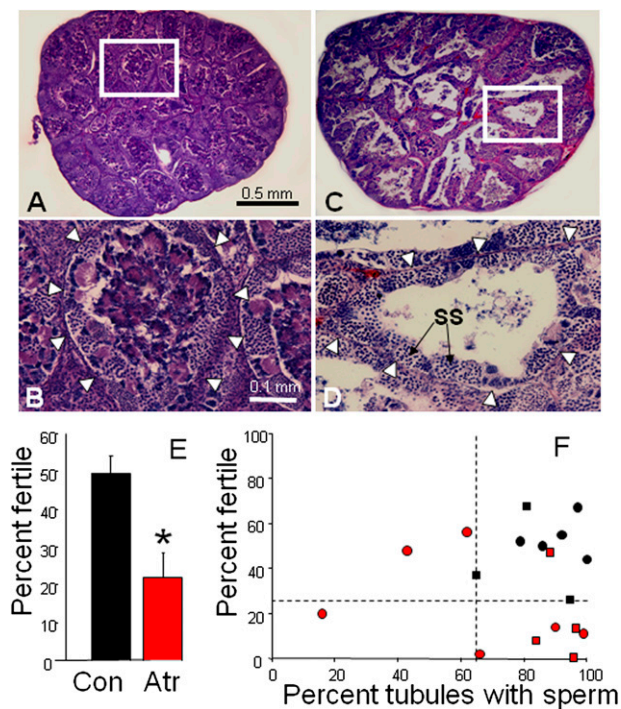 A
0.5 mm
C
B
0.1 mm
SS
D
E
Percent fertile
60
50
40
30
20
10
0
*
Con Atr
F
Percent fertile
100
80
60
40
20
0
0 20 40 60 80 100
Percent tubules with sperm